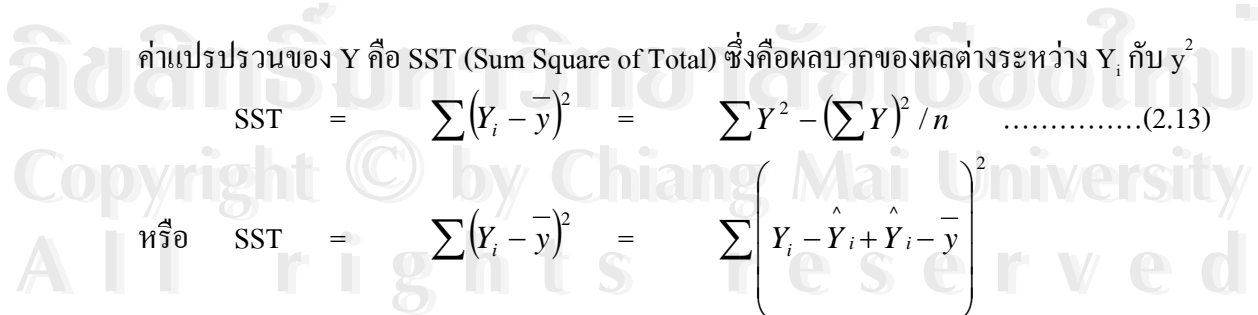 ค่าแปรปรวนของ Y คือ SST (Sum Square of Total) ซึ่งคือผลบวกของผลต่างระหว่าง Yᵢ กับ y²
SST = ∑(Yᵢ − y̅)² = ∑Y² − (∑Y)² / n ……………(2.13)
หรือ SST = ∑(Yᵢ − y̅)² = ∑(Yᵢ − Ŷᵢ + Ŷᵢ − y̅)²
ลิขสิทธิ์มหาวิทยาลัยเชียงใหม่
Copyright © by Chiang Mai University
All rights reserved